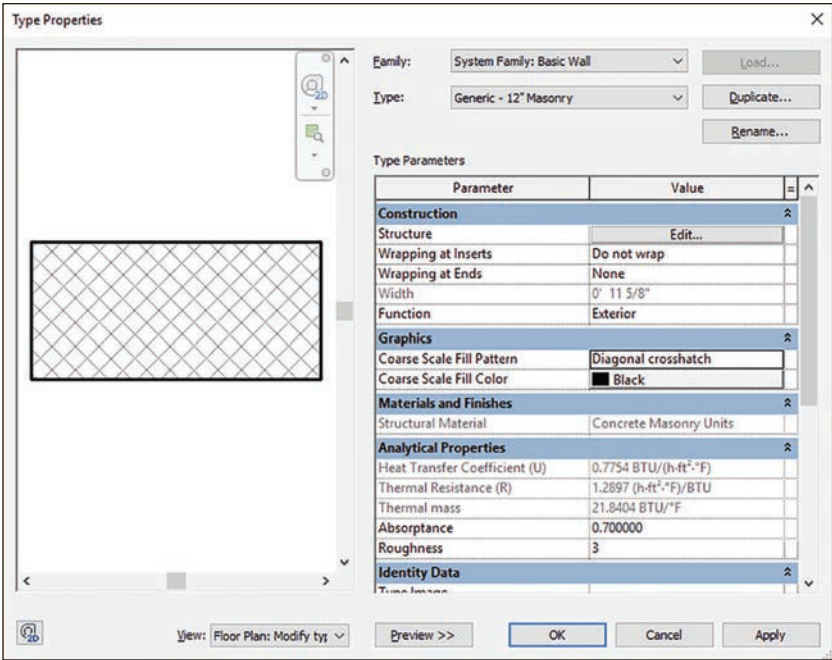 Type Properties
2D
Family: System Family: Basic Wall Load...
Type: Generic - 12" Masonry Duplicate...
Rename...
Type Parameters
Parameter Value =
Construction
Structure Edit...
Wrapping at Inserts Do not wrap
Wrapping at Ends None
Width 0' 11 5/8"
Function Exterior
Graphics
Coarse Scale Fill Pattern Diagonal crosshatch
Coarse Scale Fill Color Black
Materials and Finishes
Structural Material Concrete Masonry Units
Analytical Properties
Heat Transfer Coefficient (U) 0.7754 BTU/(h·ft²·°F)
Thermal Resistance (R) 1.2897 (h·ft²·°F)/BTU
Thermal mass 21.8404 BTU/°F
Absorptance 0.700000
Roughness 3
Identity Data
Type Image
2D
View: Floor Plan: Modify typ Preview >> OK Cancel Apply